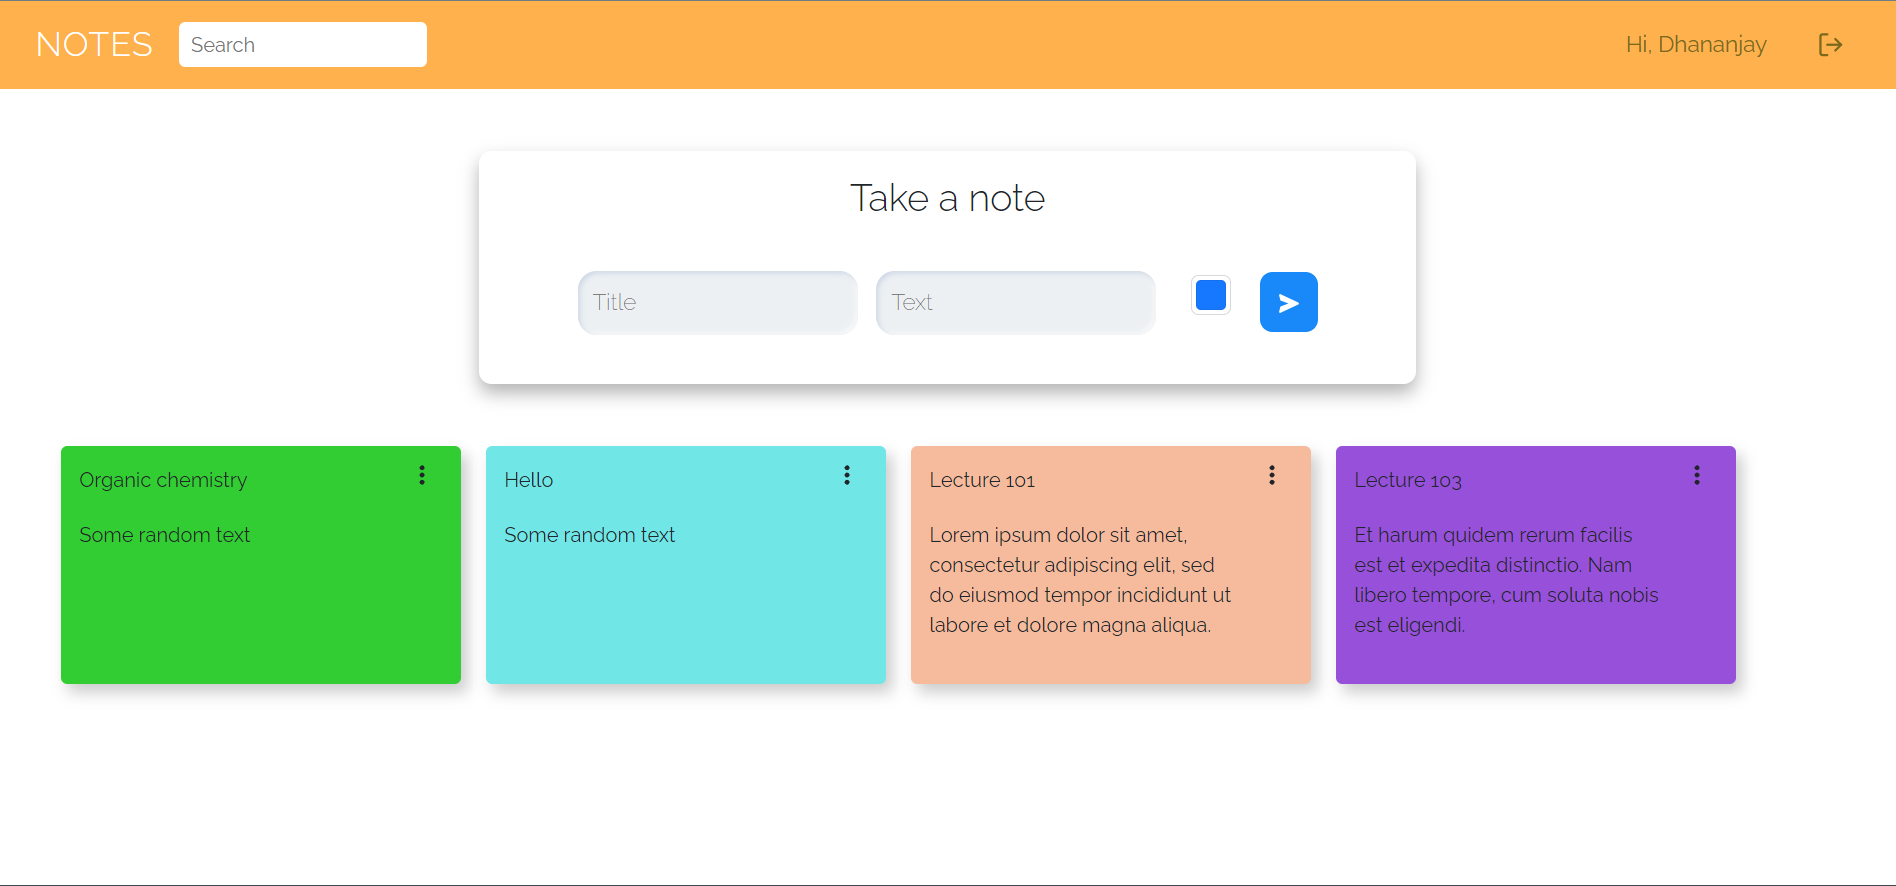 NOTES
Search
Hi, Dhananjay
Take a note
Title
Text
Organic chemistry
Some random text
Hello
Some random text
Lecture 101
Lorem ipsum dolor sit amet,
consectetur adipiscing elit, sed
do eiusmod tempor incididunt ut
labore et dolore magna aliqua.
Lecture 103
Et harum quidem rerum facilis
est et expedita distinctio. Nam
libero tempore, cum soluta nobis
est eligendi.